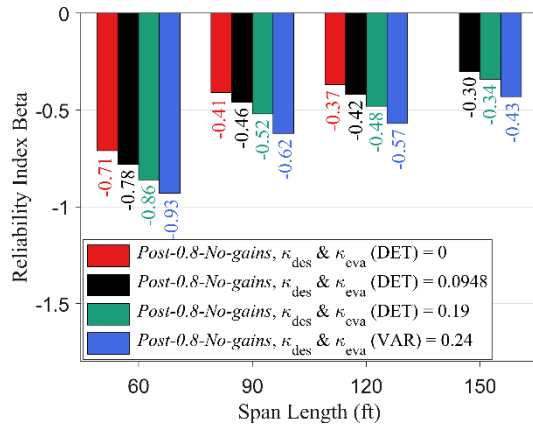 0
-0.5
-1
-1.5
Reliability Index Beta
-0.71
-0.78
-0.86
-0.93
-0.41
-0.46
-0.52
-0.62
-0.37
-0.42
-0.48
-0.57
-0.30
-0.34
-0.43
Post-0.8-No-gains, κdes & κeva (DET) = 0
Post-0.8-No-gains, κdes & κeva (DET) = 0.0948
Post-0.8-No-gains, κdes & κeva (DET) = 0.19
Post-0.8-No-gains, κdes & κeva (VAR) = 0.24
60 90 120 150
Span Length (ft)